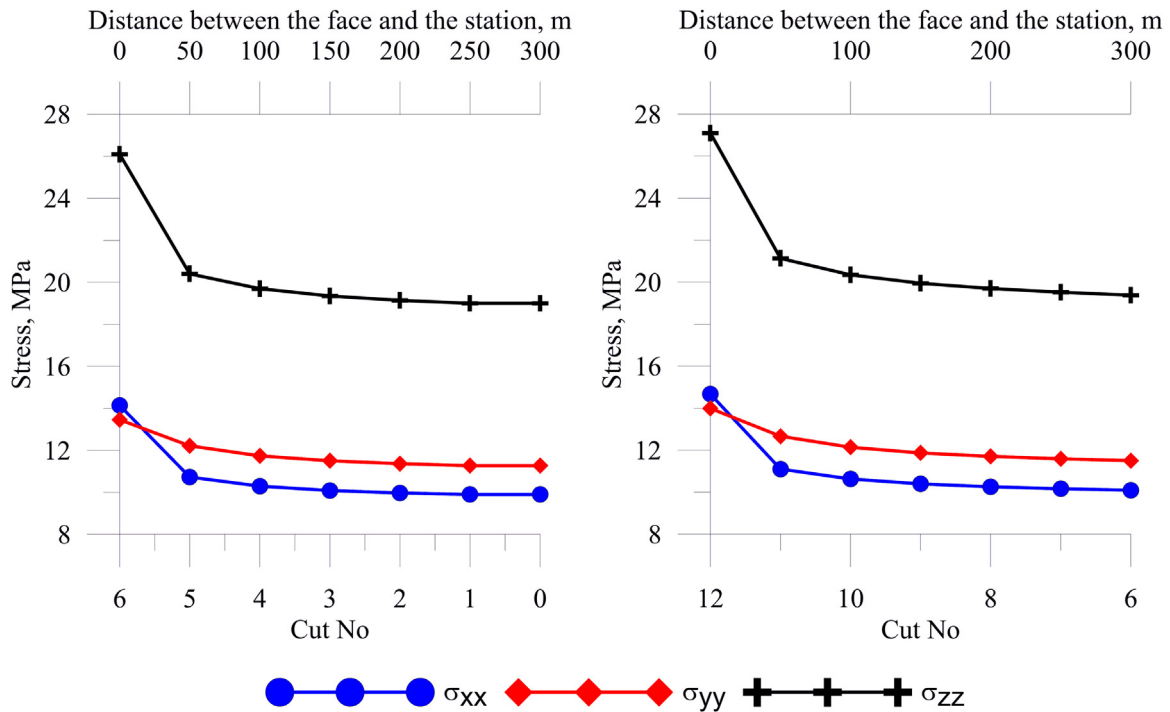 Distance between the face and the station, m
0 50 100 150 200 250 300
28
24
20
16
12
8
Stress, MPa
6 5 4 3 2 1 0
Cut No
Distance between the face and the station, m
0 100 200 300
28
24
20
16
12
8
Stress, MPa
12 10 8 6
Cut No
σxx σyy σzz